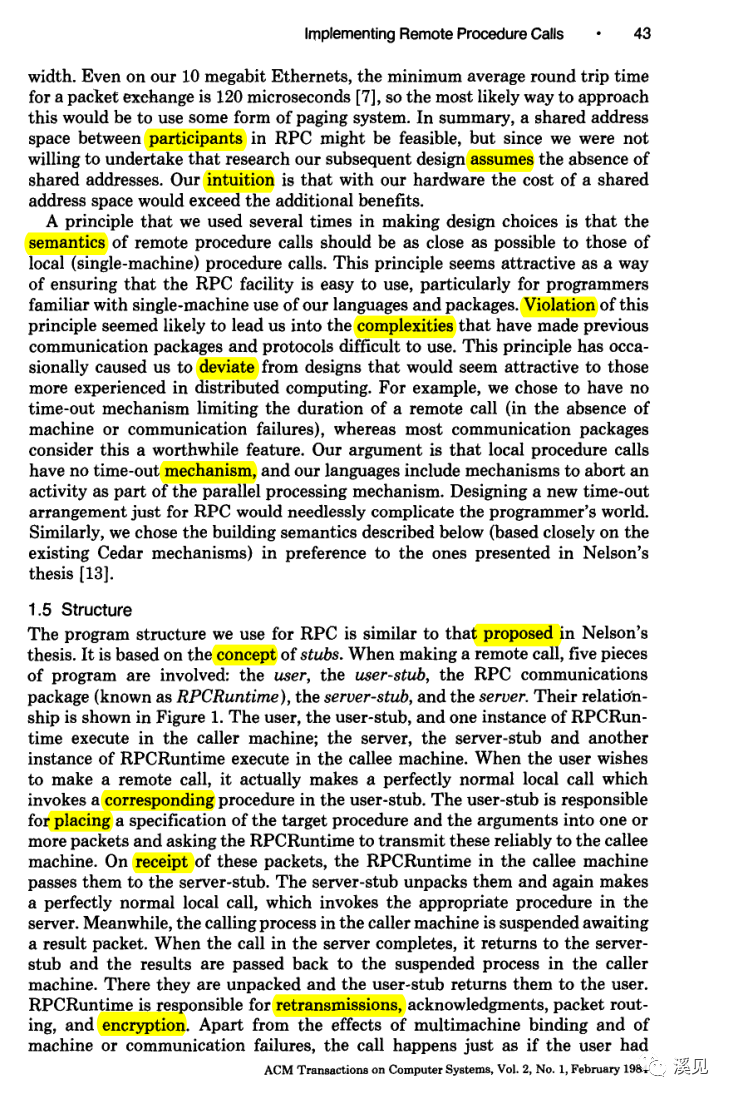 Implementing Remote Procedure Calls • 43
width. Even on our 10 megabit Ethernets, the minimum average round trip time
for a packet exchange is 120 microseconds [7], so the most likely way to approach
this would be to use some form of paging system. In summary, a shared address
space between participants in RPC might be feasible, but since we were not
willing to undertake that research our subsequent design assumes the absence of
shared addresses. Our intuition is that with our hardware the cost of a shared
address space would exceed the additional benefits.
A principle that we used several times in making design choices is that the
semantics of remote procedure calls should be as close as possible to those of
local (single-machine) procedure calls. This principle seems attractive as a way
of ensuring that the RPC facility is easy to use, particularly for programmers
familiar with single-machine use of our languages and packages. Violation of this
principle seemed likely to lead us into the complexities that have made previous
communication packages and protocols difficult to use. This principle has occa-
sionally caused us to deviate from designs that would seem attractive to those
more experienced in distributed computing. For example, we chose to have no
time-out mechanism limiting the duration of a remote call (in the absence of
machine or communication failures), whereas most communication packages
consider this a worthwhile feature. Our argument is that local procedure calls
have no time-out mechanism, and our languages include mechanisms to abort an
activity as part of the parallel processing mechanism. Designing a new time-out
arrangement just for RPC would needlessly complicate the programmer's world.
Similarly, we chose the building semantics described below (based closely on the
existing Cedar mechanisms) in preference to the ones presented in Nelson's
thesis [13].
1.5 Structure
The program structure we use for RPC is similar to that proposed in Nelson's
thesis. It is based on the concept of stubs. When making a remote call, five pieces
of program are involved: the user, the user-stub, the RPC communications
package (known as RPCRuntime), the server-stub, and the server. Their relation-
ship is shown in Figure 1. The user, the user-stub, and one instance of RPCRun-
time execute in the caller machine; the server, the server-stub and another
instance of RPCRuntime execute in the callee machine. When the user wishes
to make a remote call, it actually makes a perfectly normal local call which
invokes a corresponding procedure in the user-stub. The user-stub is responsible
for placing a specification of the target procedure and the arguments into one or
more packets and asking the RPCRuntime to transmit these reliably to the callee
machine. On receipt of these packets, the RPCRuntime in the callee machine
passes them to the server-stub. The server-stub unpacks them and again makes
a perfectly normal local call, which invokes the appropriate procedure in the
server. Meanwhile, the calling process in the caller machine is suspended awaiting
a result packet. When the call in the server completes, it returns to the server-
stub and the results are passed back to the suspended process in the caller
machine. There they are unpacked and the user-stub returns them to the user.
RPCRuntime is responsible for retransmissions, acknowledgments, packet rout-
ing, and encryption. Apart from the effects of multimachine binding and of
machine or communication failures, the call happens just as if the user had
ACM Transactions on Computer Systems, Vol. 2, No. 1, February
溪见